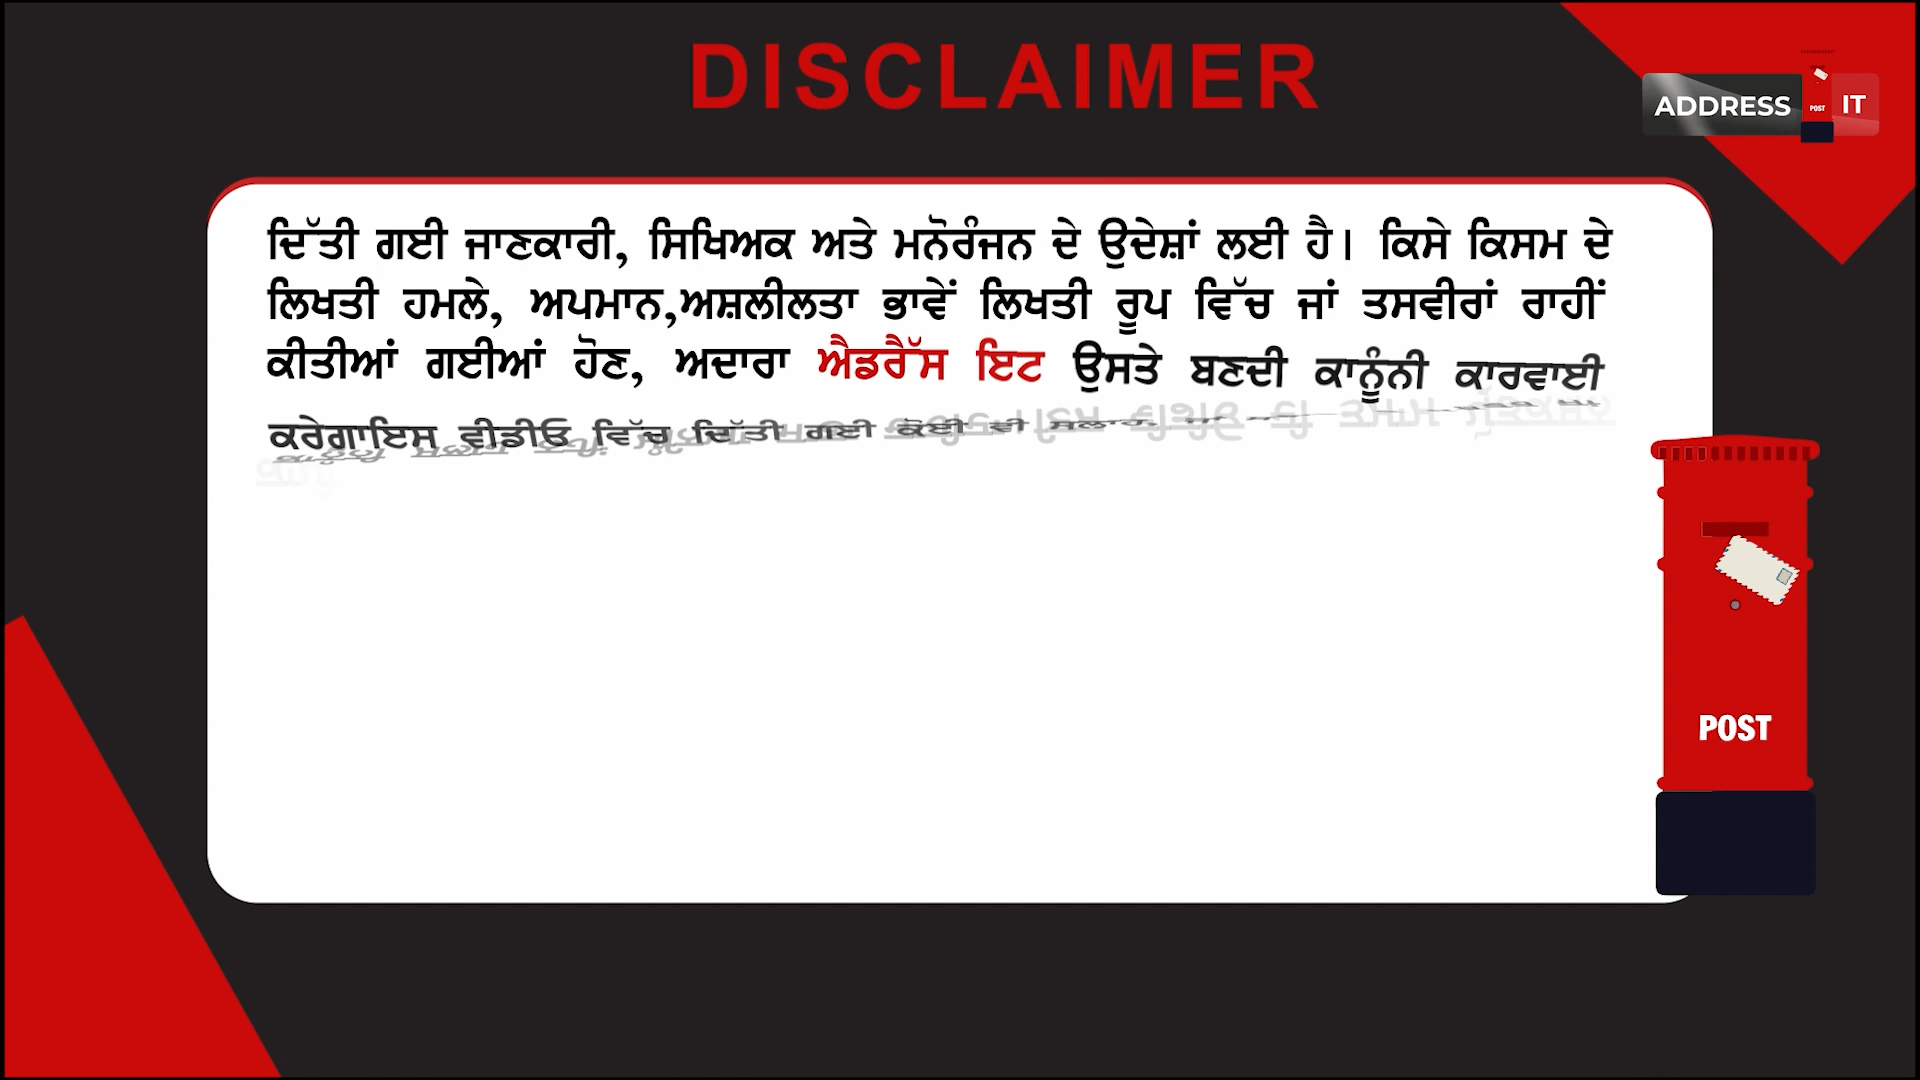 DISCLAIMER
ADDRESS POST IT
ਦਿੱਤੀ ਗਈ ਜਾਣਕਾਰੀ, ਸਿਖਿਅਕ ਅਤੇ ਮਨੋਰੰਜਨ ਦੇ ਉਦੇਸ਼ਾਂ ਲਈ ਹੈ। ਕਿਸੇ ਕਿਸਮ ਦੇ
ਲਿਖਤੀ ਹਮਲੇ, ਅਪਮਾਨ,ਅਸ਼ਲੀਲਤਾ ਭਾਵੇਂ ਲਿਖਤੀ ਰੂਪ ਵਿੱਚ ਜਾਂ ਤਸਵੀਰਾਂ ਰਾਹੀਂ
ਕੀਤੀਆਂ ਗਈਆਂ ਹੋਣ, ਅਦਾਰਾ ਐਡਰੈੱਸ ਇਟ ਉਸਤੇ ਬਣਦੀ ਕਾਨੂੰਨੀ ਕਾਰਵਾਈ
ਕਰੇਗਾਇਸ ਵੀਡੀਓ ਵਿੱਚ ਦਿੱਤੀ ਗਈ ਕੋਈ ਵੀ
POST